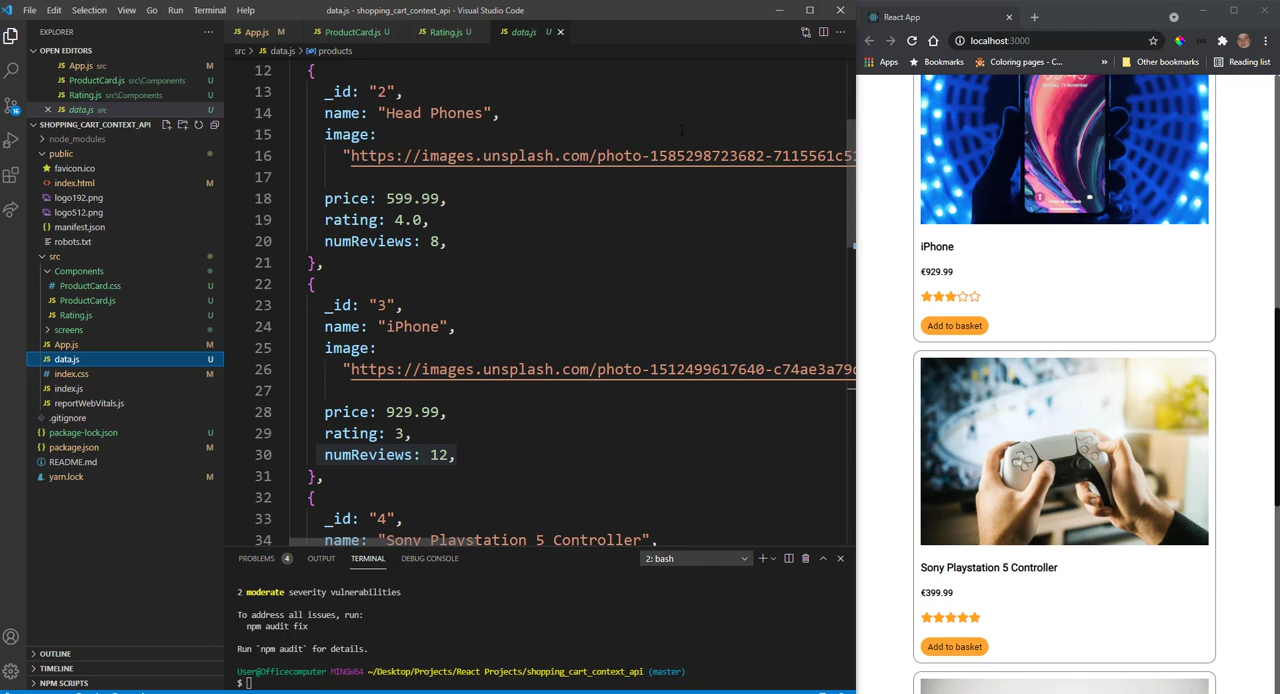 File Edit Selection View Go Run Terminal Help data.js - shopping_cart_context_api - Visual Studio Code
EXPLORER
OPEN EDITORS
App.js src M
ProductCard.js src\Components U
Rating.js src\Components U
data.js src U
SHOPPING_CART_CONTEXT_API
node_modules
public
favicon.ico
index.html M
logo192.png
logo512.png
manifest.json
robots.txt
src
Components
ProductCard.css U
ProductCard.js U
Rating.js U
screens
App.js M
data.js U
index.css M
index.js
reportWebVitals.js
.gitignore
package-lock.json U
package.json M
README.md
yarn.lock M
OUTLINE
TIMELINE
NPM SCRIPTS
16
App.js M ProductCard.js U Rating.js U data.js U
src > data.js > products
12 {
13 _id: "2",
14 name: "Head Phones",
15 image:
16 "https://images.unsplash.com/photo-1585298723682-7115561c51
17
18 price: 599.99,
19 rating: 4.0,
20 numReviews: 8,
21 },
22 {
23 _id: "3",
24 name: "iPhone",
25 image:
26 "https://images.unsplash.com/photo-1512499617640-c74ae3a79d
27
28 price: 929.99,
29 rating: 3,
30 numReviews: 12,
31 },
32 {
33 _id: "4",
34 name: "Sony Playstation 5 Controller",
PROBLEMS 4 OUTPUT TERMINAL DEBUG CONSOLE 2: bash
2 moderate severity vulnerabilities
To address all issues, run:
npm audit fix
Run `npm audit` for details.
User@Officecomputer MINGW64 ~/Desktop/Projects/React Projects/shopping_cart_context_api (master)
$
React App
localhost:3000
Apps Bookmarks Coloring pages - C... » Other bookmarks Reading list
iPhone
€929.99
Add to basket
Sony Playstation 5 Controller
€399.99
Add to basket